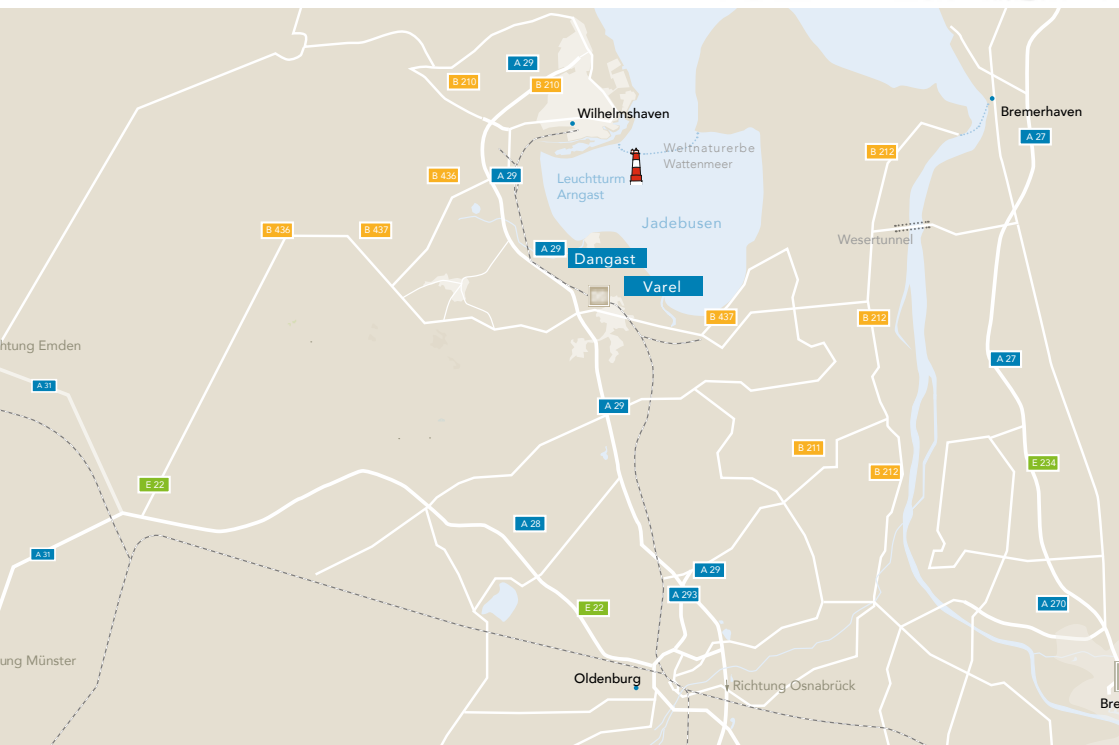 A 29
B 210
B 210
Wilhelmshaven
Bremerhaven
A 27
Weltnaturerbe
Wattenmeer
B 212
B 436
A 29
Leuchtturm
Arngast
Jadebusen
B 436
B 437
Wesertunnel
A 29
Dangast
Varel
B 437
B 212
htung Emden
A 27
A 31
A 29
B 211
E 234
B 212
E 22
A 28
A 31
A 29
A 293
E 22
A 270
ung Münster
Oldenburg
Richtung Osnabrück
Bre